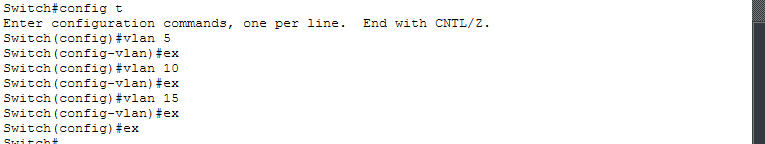 Switch#config t
Enter configuration commands, one per line.  End with CNTL/Z.
Switch(config)#vlan 5
Switch(config-vlan)#ex
Switch(config)#vlan 10
Switch(config-vlan)#ex
Switch(config)#vlan 15
Switch(config-vlan)#ex
Switch(config)#ex
Switch#